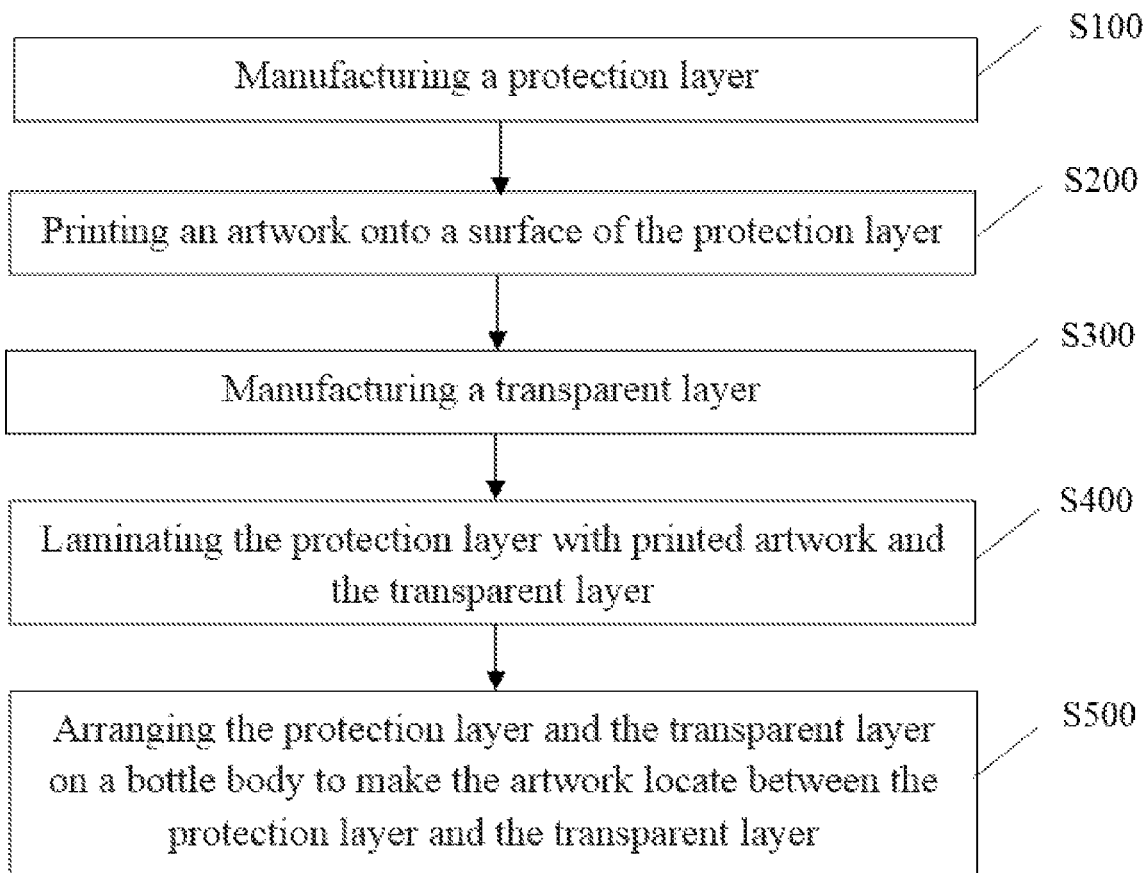 S100
Manufacturing a protection layer
S200
Printing an artwork onto a surface of the protection layer
S300
Manufacturing a transparent layer
S400
Laminating the protection layer with printed artwork and
the transparent layer
S500
Arranging the protection layer and the transparent layer
on a bottle body to make the artwork locate between the
protection layer and the transparent layer